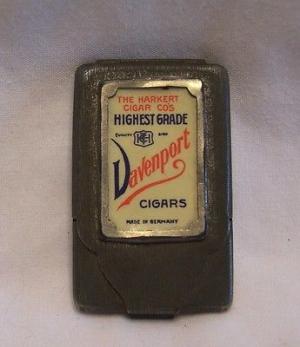 THE HARKERT
CIGAR CO'S
HIGHEST GRADE
Davenport
CIGARS
MADE IN GERMANY